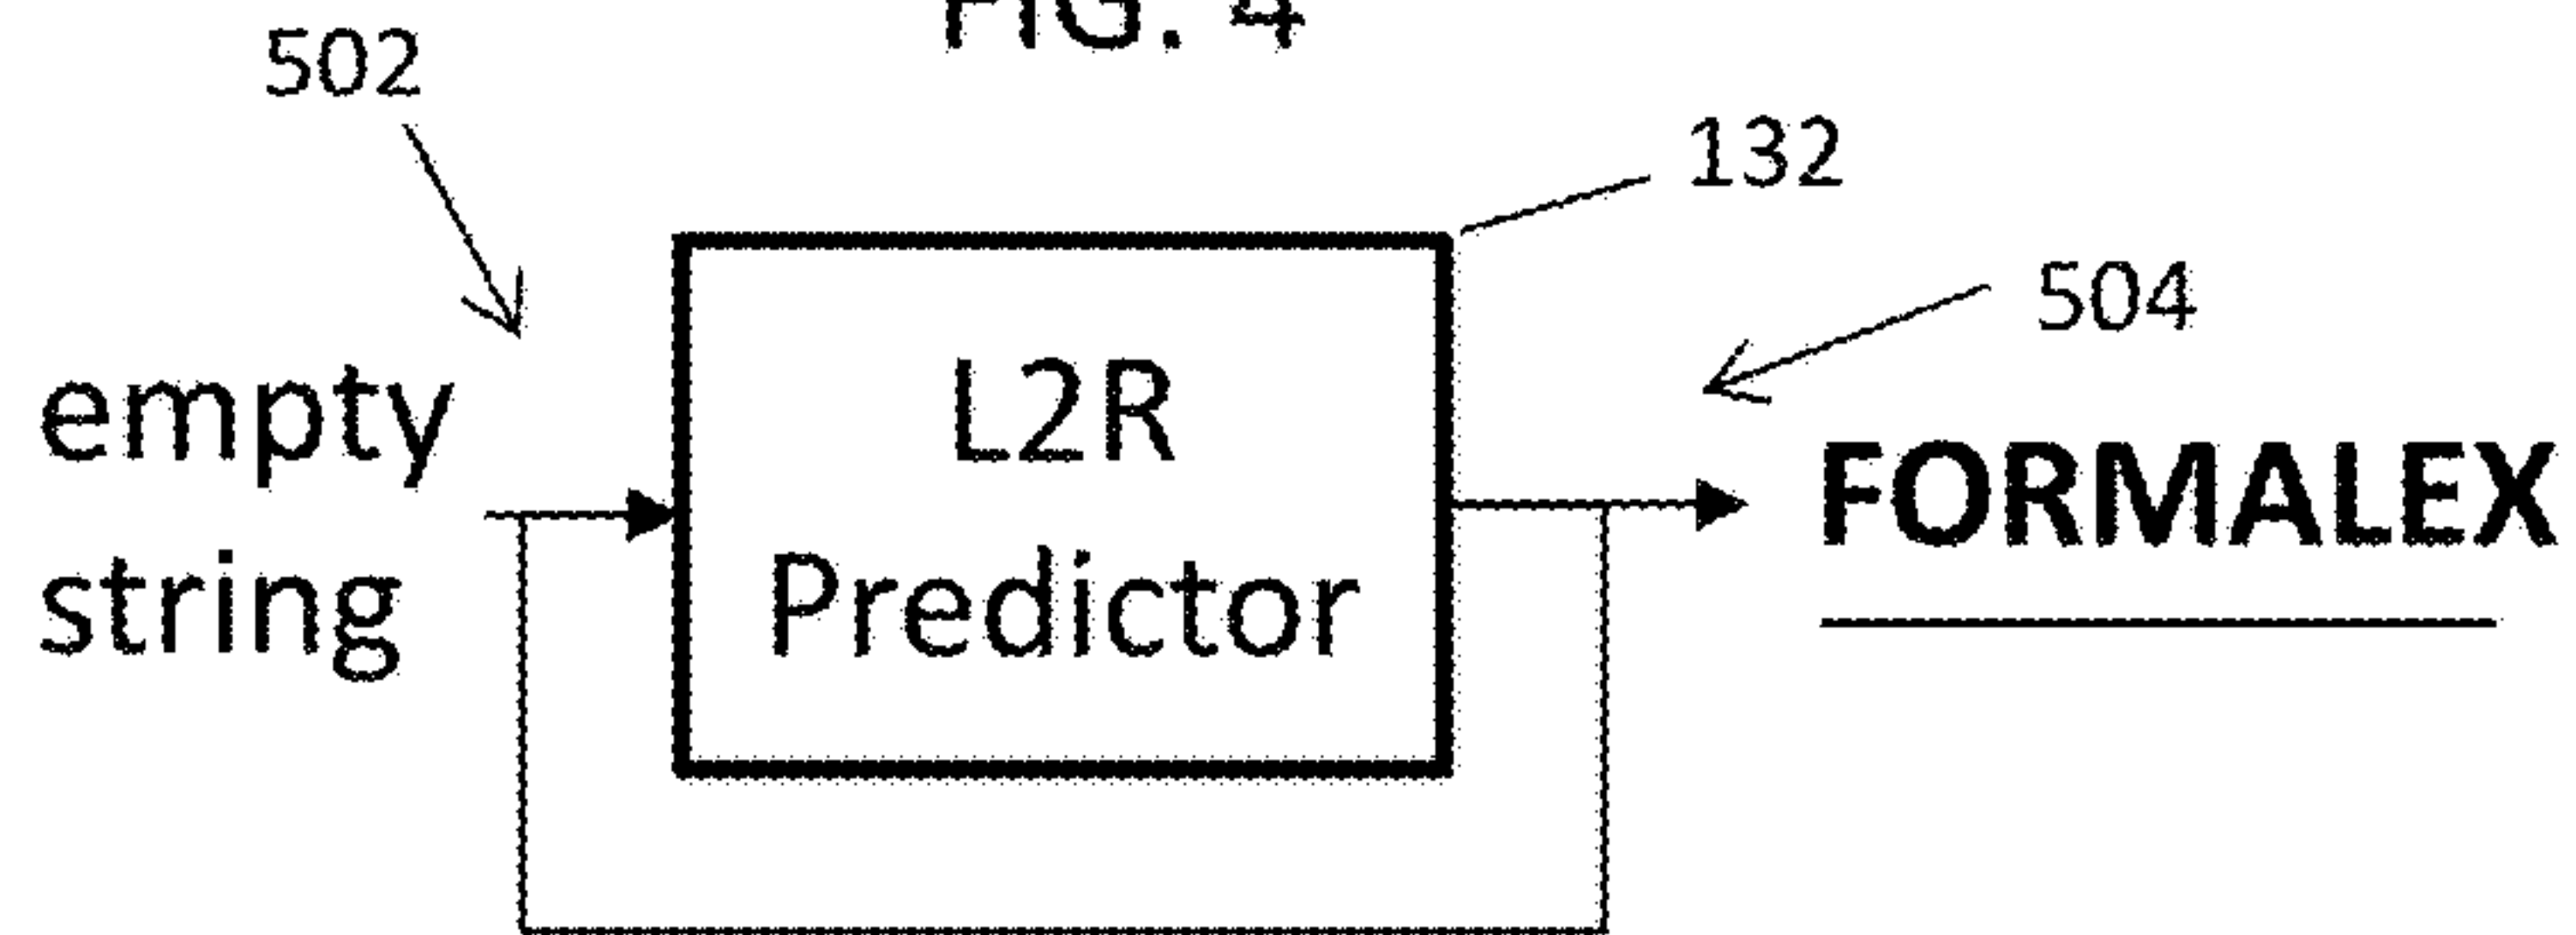 FIG. 4
502
132
504
empty
string
L2R
Predictor
FORMALEX